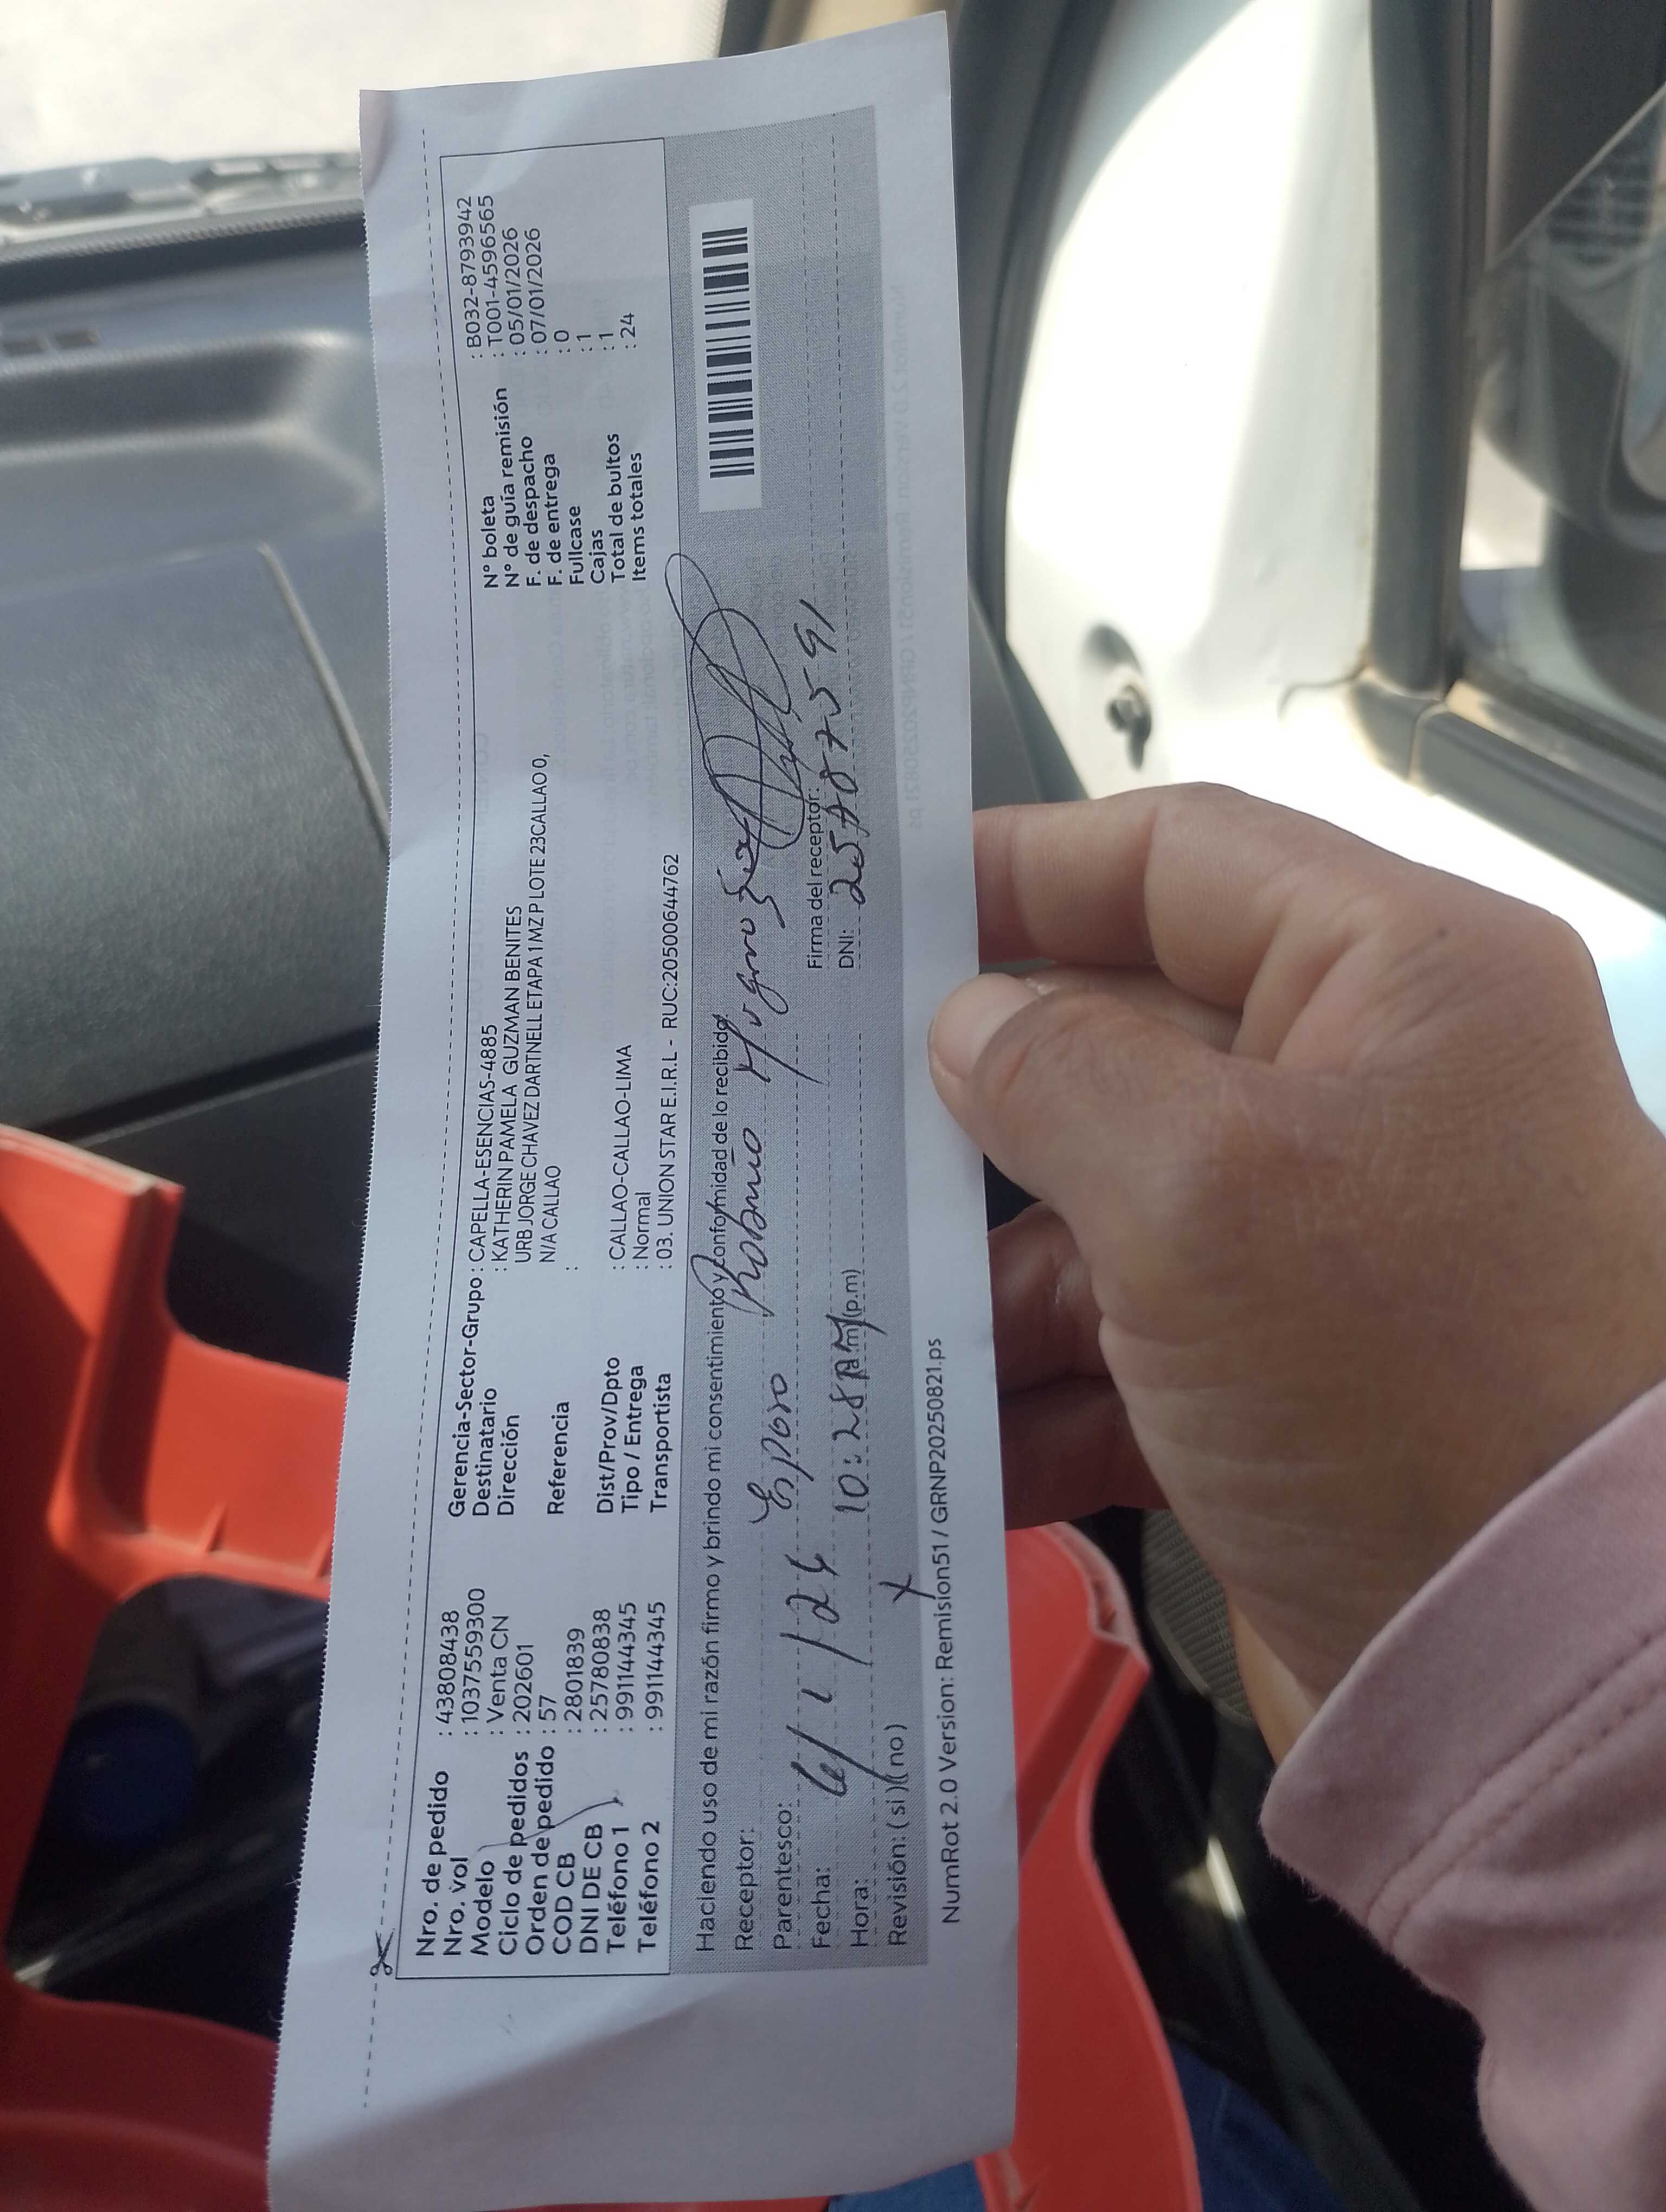 Nro. de pedido : 43808438
Nro. vol : 103755930​0
Modelo : Venta CN
Ciclo de pedidos : 202601
Orden de pedido : 57
COD CB : 2801839
DNI DE CB : 25780838
Teléfono 1 : 991144345
Teléfono 2 : 991144345
Gerencia-Sector-Grupo : CAPELLA-ESENCIAS-4885
Destinatario : KATHERIN PAMELA GUZMAN BENITES
Dirección URB JORGE CHAVEZ DARTNELL ETAPA 1 MZ P LOTE 23CALLAO 0,
N/A CALLAO
Referencia :
Dist/Prov/Dpto : CALLAO-CALLAO-LIMA
Tipo / Entrega : Normal
Transportista : 03. UNION STAR E.I.R.L - RUC:20500644762
N° boleta : B032-8793942
N° de guía remisión : T001-4596565
F. de despacho : 05/01/2026
F. de entrega : 07/01/2026
Fullcase : 0
Cajas : 1
Total de bultos : 1
Items totales : 24
Haciendo uso de mi razón firmo y brindo mi consentimiento y conformidad de lo recibido.
Receptor:
Parentesco:
Fecha: 6/1/26
Hora: 10:28 AM (p.m)
Revisión: ( si ) (no) X
Firma del receptor:
DNI:
NumRot 2.0 Version: Remision51 / GRNP20250821.ps